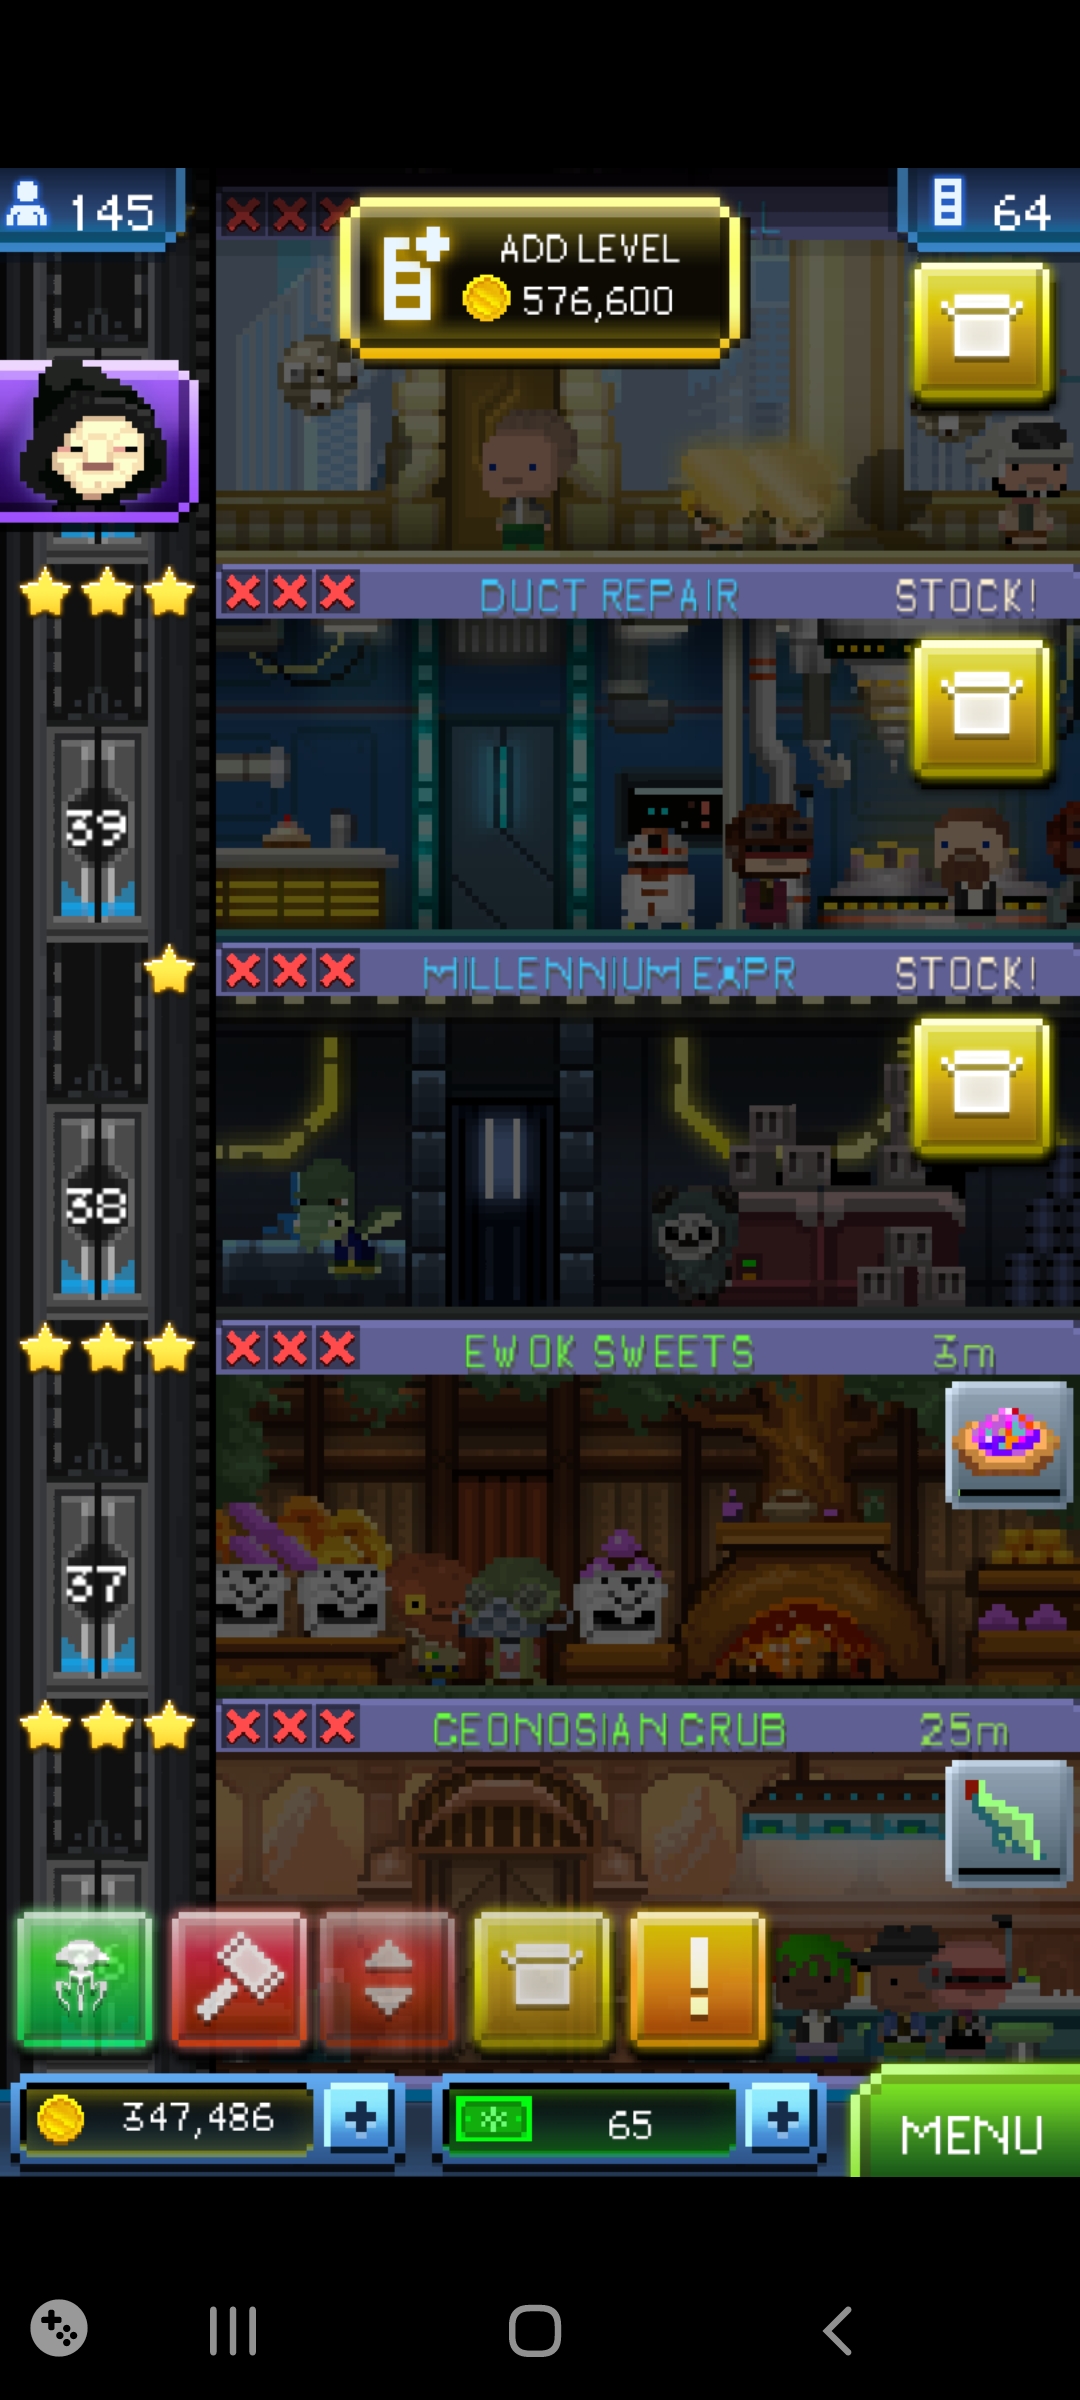 145
64
ADD LEVEL
576,600
DUCT REPAIR STOCK!
39
MILLENNIUM EXPR STOCK!
38
EWOK SWEETS 3m
37
GEONOSIAN GRUB 25m
347,486
65
MENU